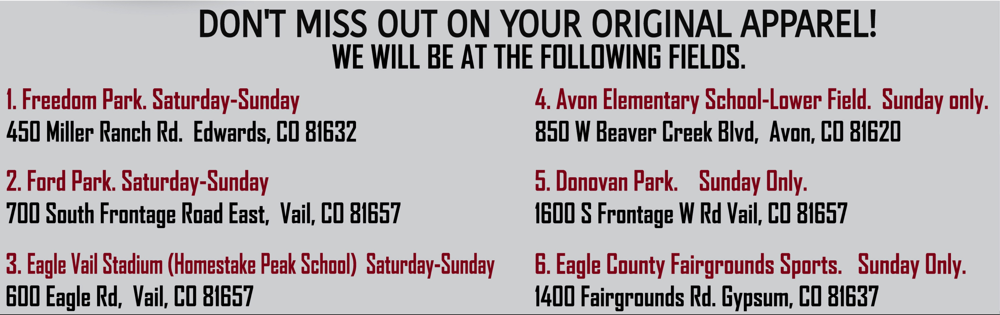 DON'T MISS OUT ON YOUR ORIGINAL APPAREL!
WE WILL BE AT THE FOLLOWING FIELDS.
1. Freedom Park. Saturday-Sunday
450 Miller Ranch Rd. Edwards, CO 81632
2. Ford Park. Saturday-Sunday
700 South Frontage Road East, Vail, CO 81657
3. Eagle Vail Stadium (Homestake Peak School) Saturday-Sunday
600 Eagle Rd, Vail, CO 81657
4. Avon Elementary School-Lower Field. Sunday only.
850 W Beaver Creek Blvd, Avon, CO 81620
5. Donovan Park. Sunday Only.
1600 S Frontage W Rd Vail, CO 81657
6. Eagle County Fairgrounds Sports. Sunday Only.
1400 Fairgrounds Rd. Gypsum, CO 81637